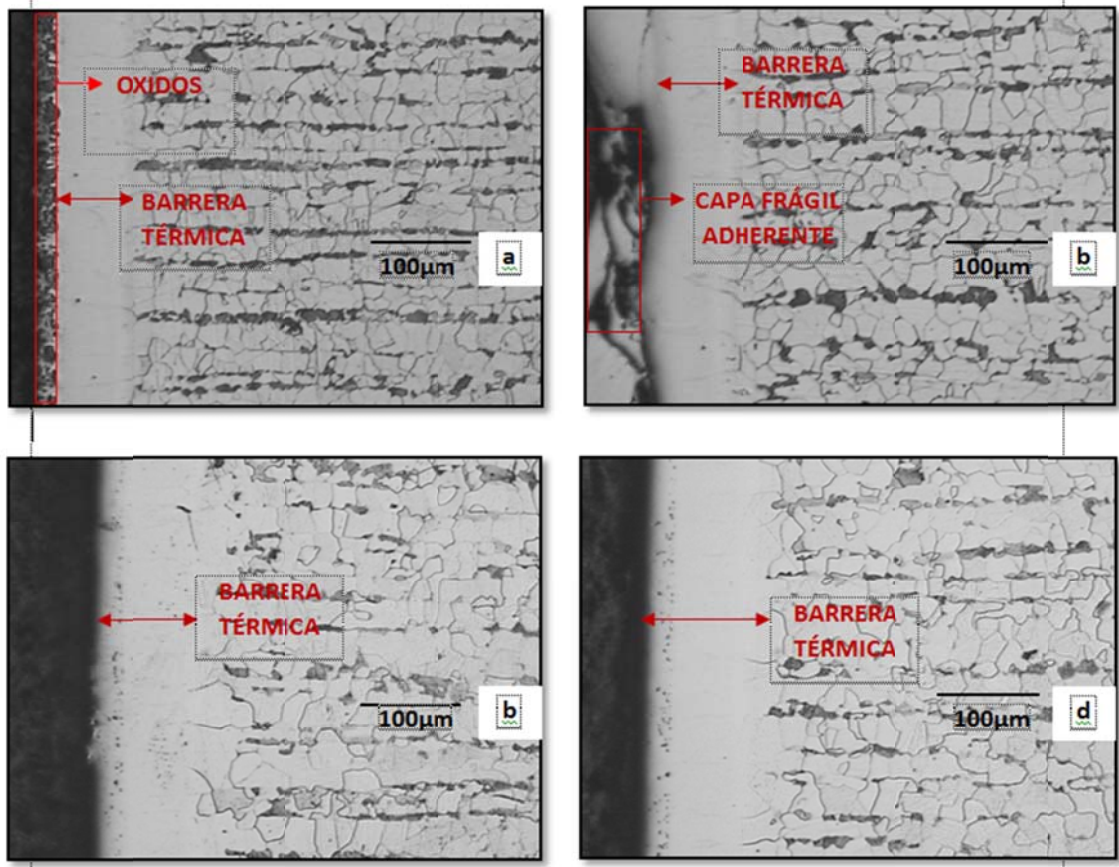 OXIDOS
BARRERA
TÉRMICA
100µm
a
BARRERA
TÉRMICA
CAPA FRÁGIL
ADHERENTE
100µm
b
BARRERA
TÉRMICA
100µm
b
BARRERA
TÉRMICA
100µm
d